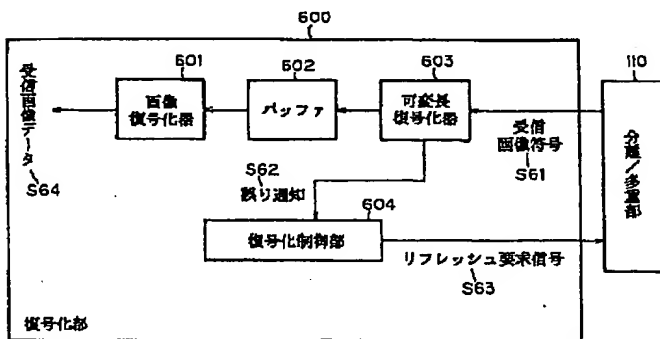 600
601
602
603
110
受信画像データ
画像
復号化器
バッファ
可変長
復号化器
受信
画像符号
分離/多重部
S64
S62
誤り通知
S61
604
復号化制御部
リフレッシュ要求信号
S63
復号化部